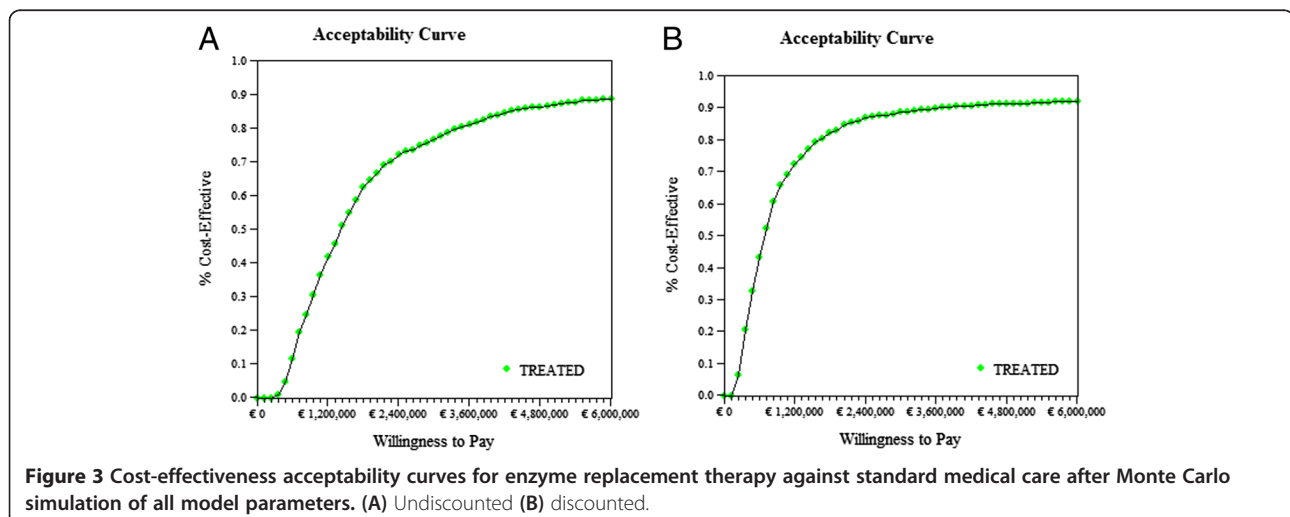 A
Acceptability Curve
1.0
0.9
0.8
0.7
0.6
0.5
0.4
0.3
0.2
0.1
0.0
% Cost-Effective
TREATED
€ 0 € 1,200,000 € 2,400,000 € 3,600,000 € 4,800,000 € 6,000,000
Willingness to Pay
B
Acceptability Curve
1.0
0.9
0.8
0.7
0.6
0.5
0.4
0.3
0.2
0.1
0.0
% Cost-Effective
TREATED
€ 0 € 1,200,000 € 2,400,000 € 3,600,000 € 4,800,000 € 6,000,000
Willingness to Pay
Figure 3 Cost-effectiveness acceptability curves for enzyme replacement therapy against standard medical care after Monte Carlo
simulation of all model parameters. (A) Undiscounted (B) discounted.